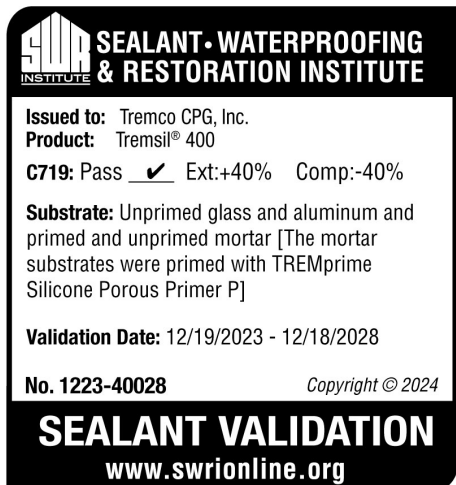 SWR
INSTITUTE
SEALANT • WATERPROOFING
& RESTORATION INSTITUTE
Issued to: Tremco CPG, Inc.
Product: Tremsil® 400
C719: Pass ✔ Ext:+40% Comp:-40%
Substrate: Unprimed glass and aluminum and
primed and unprimed mortar [The mortar
substrates were primed with TREMprime
Silicone Porous Primer P]
Validation Date: 12/19/2023 - 12/18/2028
No. 1223-40028 Copyright © 2024
SEALANT VALIDATION
www.swrionline.org